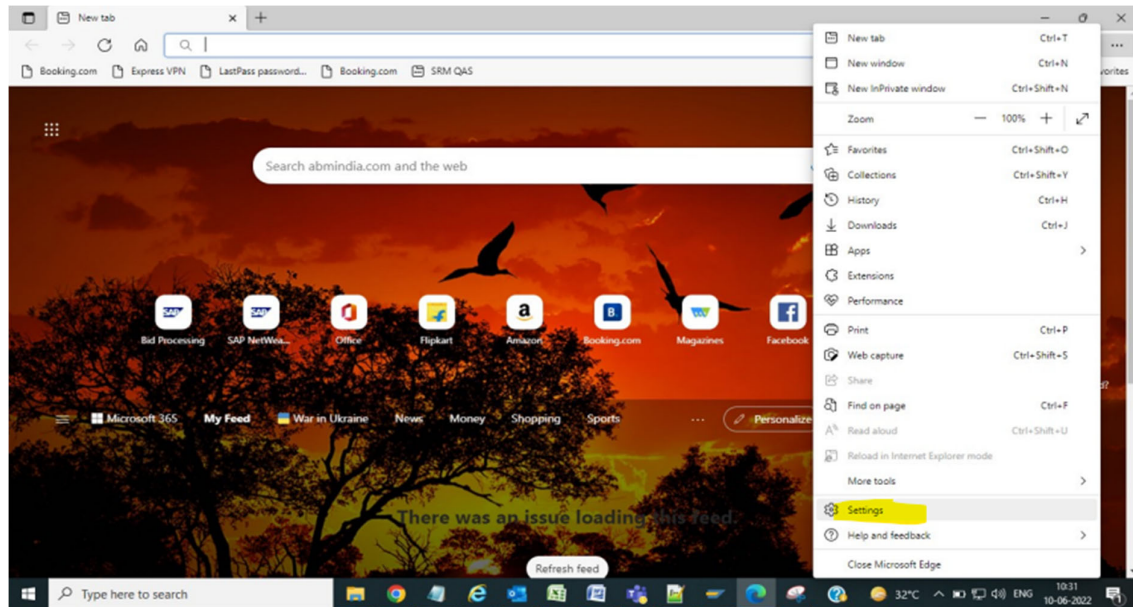 New tab
Booking.com Express VPN LastPass password... Booking.com SRM QAS
vorites
Search abmindia.com and the web
SAP SAP a B.
Bid Processing SAP NetWea... Office Flipkart Amazon Booking.com Magazines Facebook
Microsoft 365 My Feed War in Ukraine News Money Shopping Sports ... Personalize
d?
There was an issue loading this feed.
Refresh feed
New tab Ctrl+T
New window Ctrl+N
New InPrivate window Ctrl+Shift+N
Zoom — 100% +
Favorites Ctrl+Shift+O
Collections Ctrl+Shift+Y
History Ctrl+H
Downloads Ctrl+J
Apps
Extensions
Performance
Print Ctrl+P
Web capture Ctrl+Shift+S
Share
Find on page Ctrl+F
Read aloud Ctrl+Shift+U
Reload in Internet Explorer mode
More tools
Settings
Help and feedback
Close Microsoft Edge
Type here to search
32°C ENG 10:31
10-06-2022